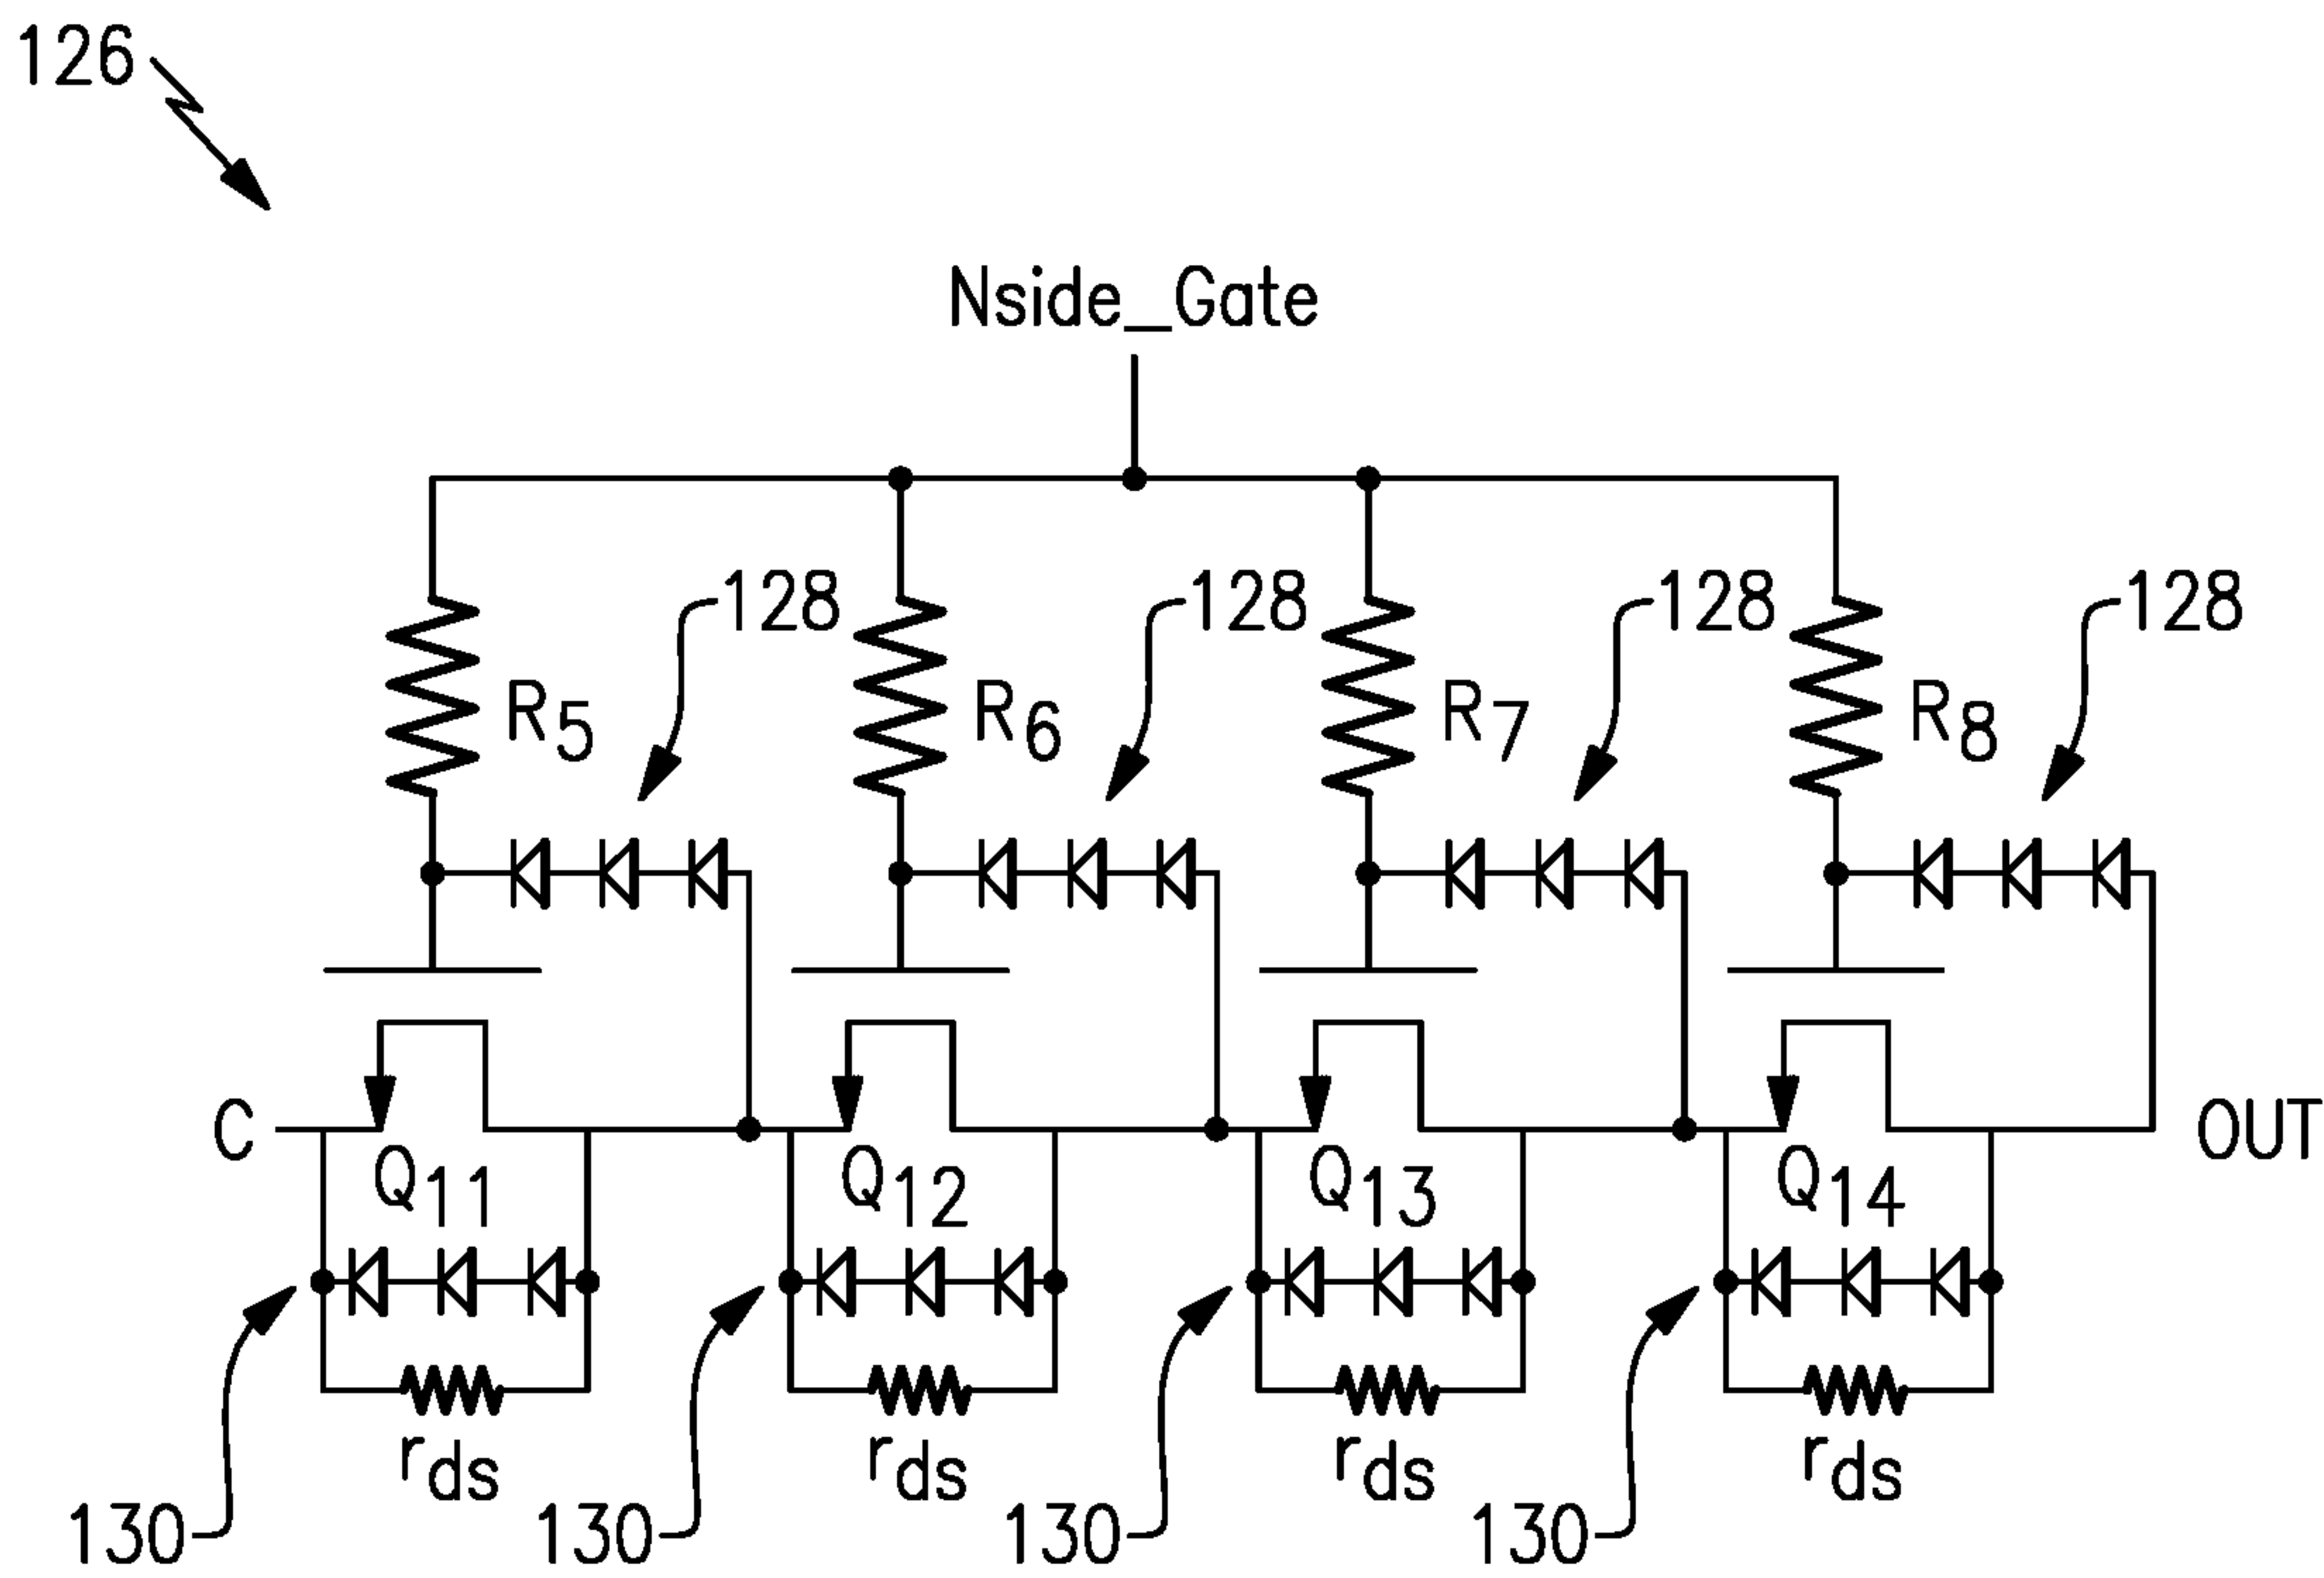 126
Nside_Gate
128 128 128 128
R5 R6 R7 R8
C OUT
Q11 Q12 Q13 Q14
rds rds rds rds
130 130 130 130